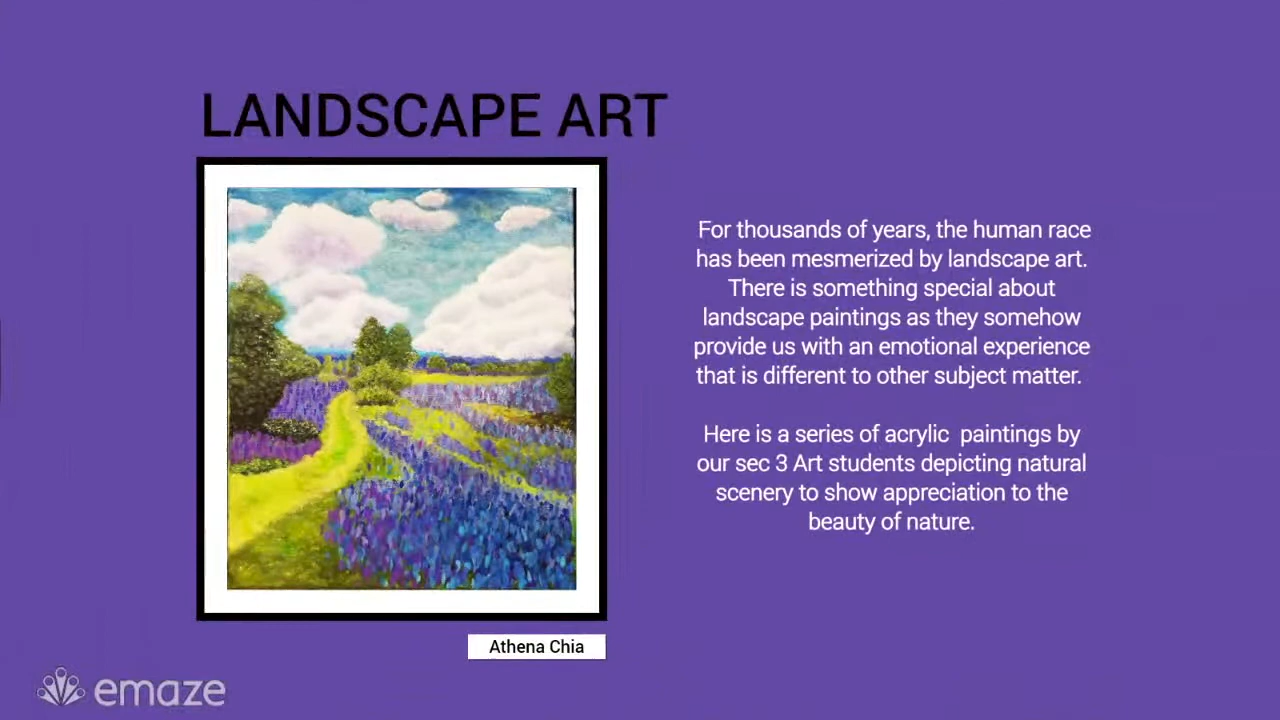 LANDSCAPE ART
For thousands of years, the human race
has been mesmerized by landscape art.
There is something special about
landscape paintings as they somehow
provide us with an emotional experience
that is different to other subject matter.
Here is a series of acrylic  paintings by
our sec 3 Art students depicting natural
scenery to show appreciation to the
beauty of nature.
Athena Chia
emaze